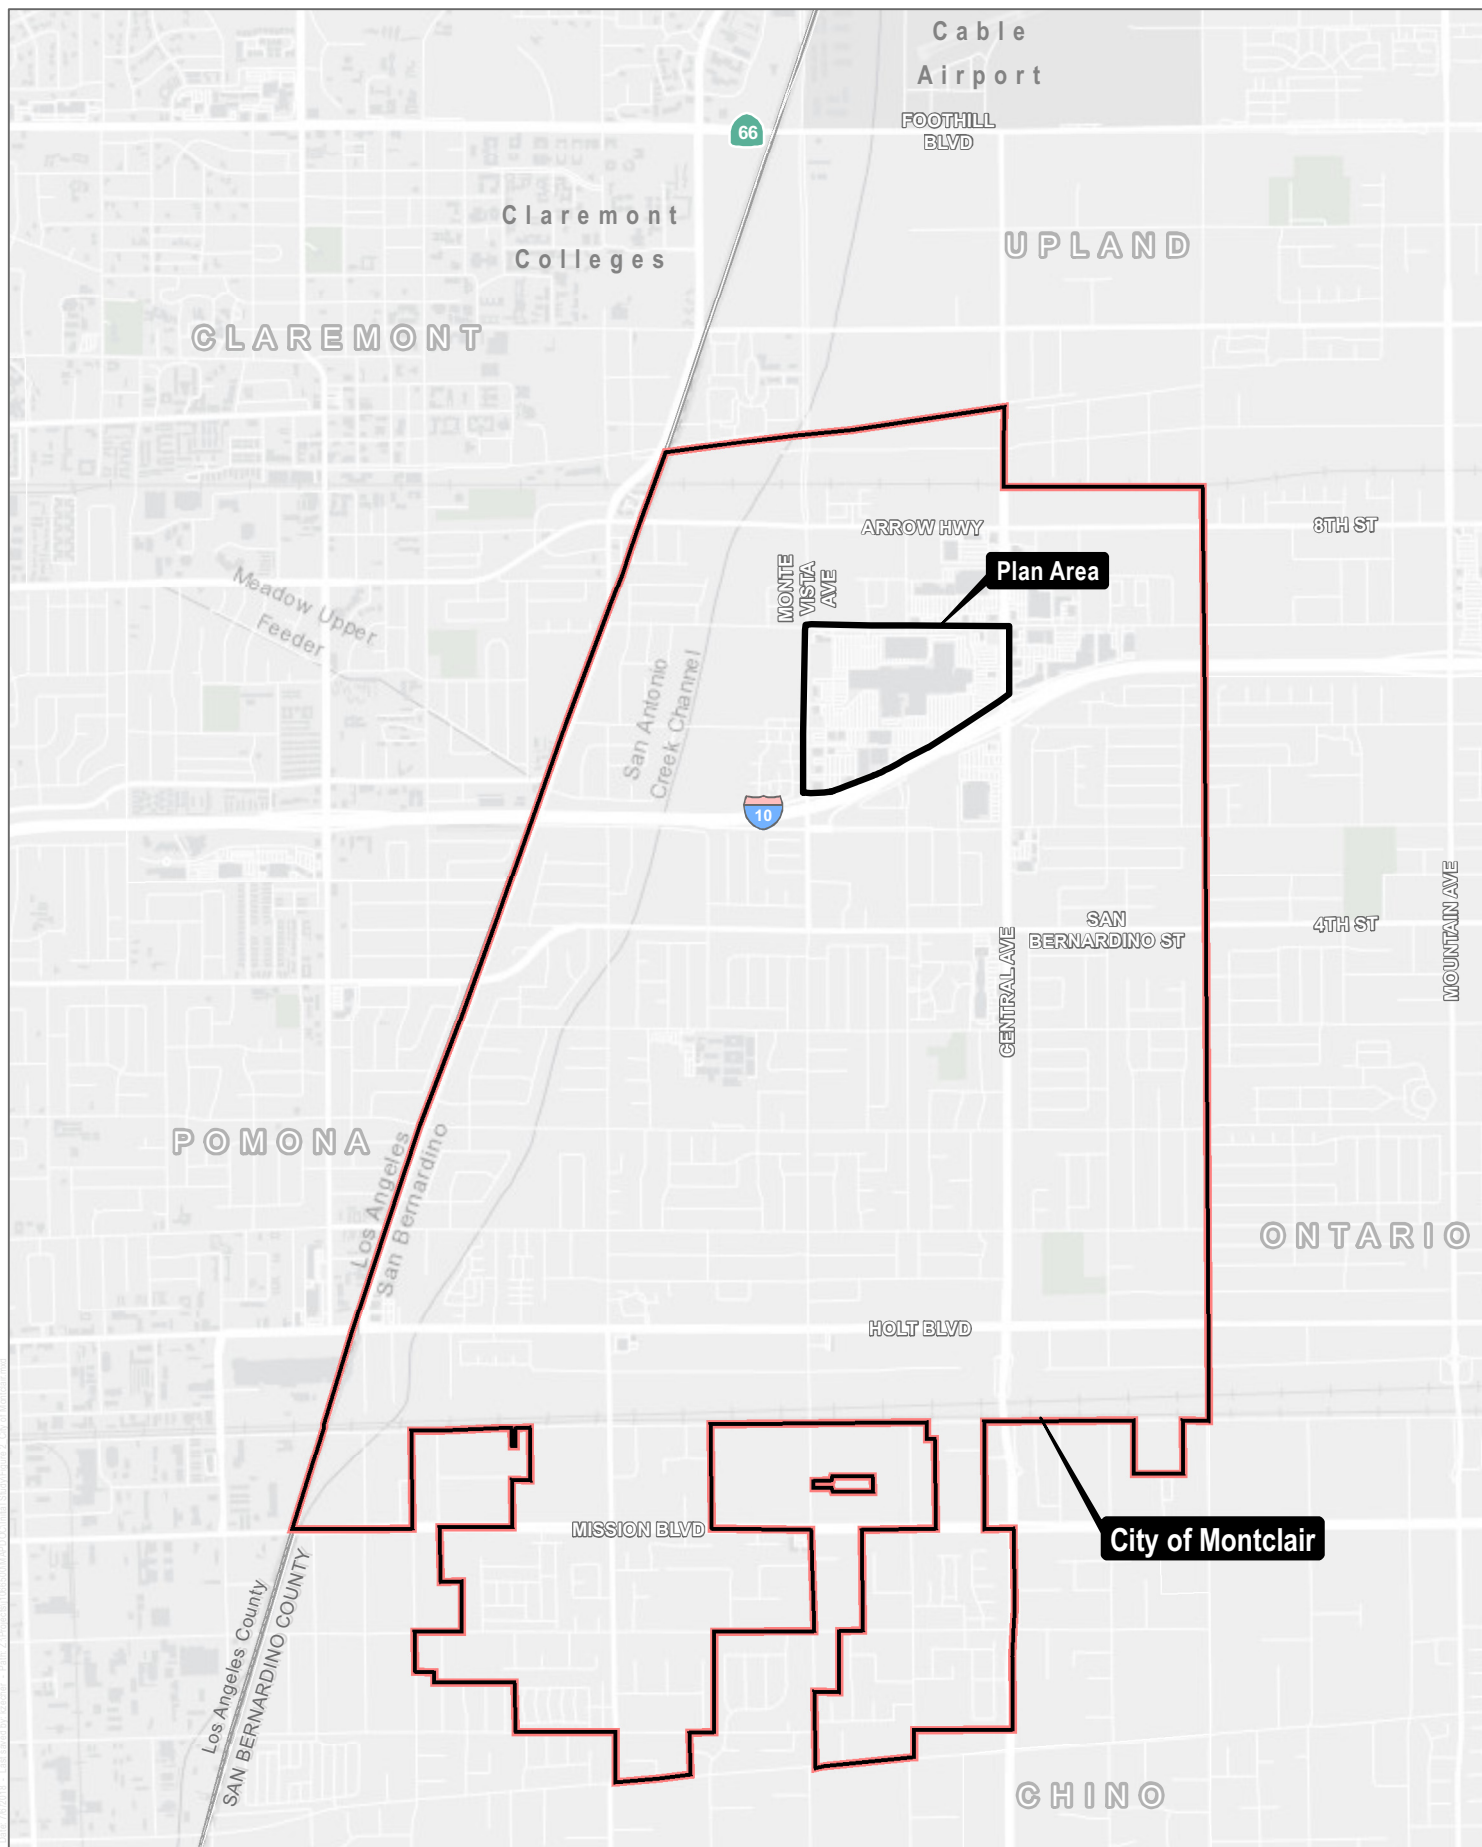 Cable
Airport
66
FOOTHILL
BLVD
Claremont
Colleges
UPLAND
CLAREMONT
ARROW HWY
8TH ST
MONTE
VISTA
AVE
Plan Area
Meadow Upper
Feeder
San Antonio
Creek Channel
10
SAN
BERNARDINO ST
4TH ST
MOUNTAIN AVE
CENTRAL AVE
POMONA
Los Angeles
San Bernardino
ONTARIO
HOLT BLVD
MISSION BLVD
City of Montclair
Los Angeles County
SAN BERNARDINO COUNTY
CHINO